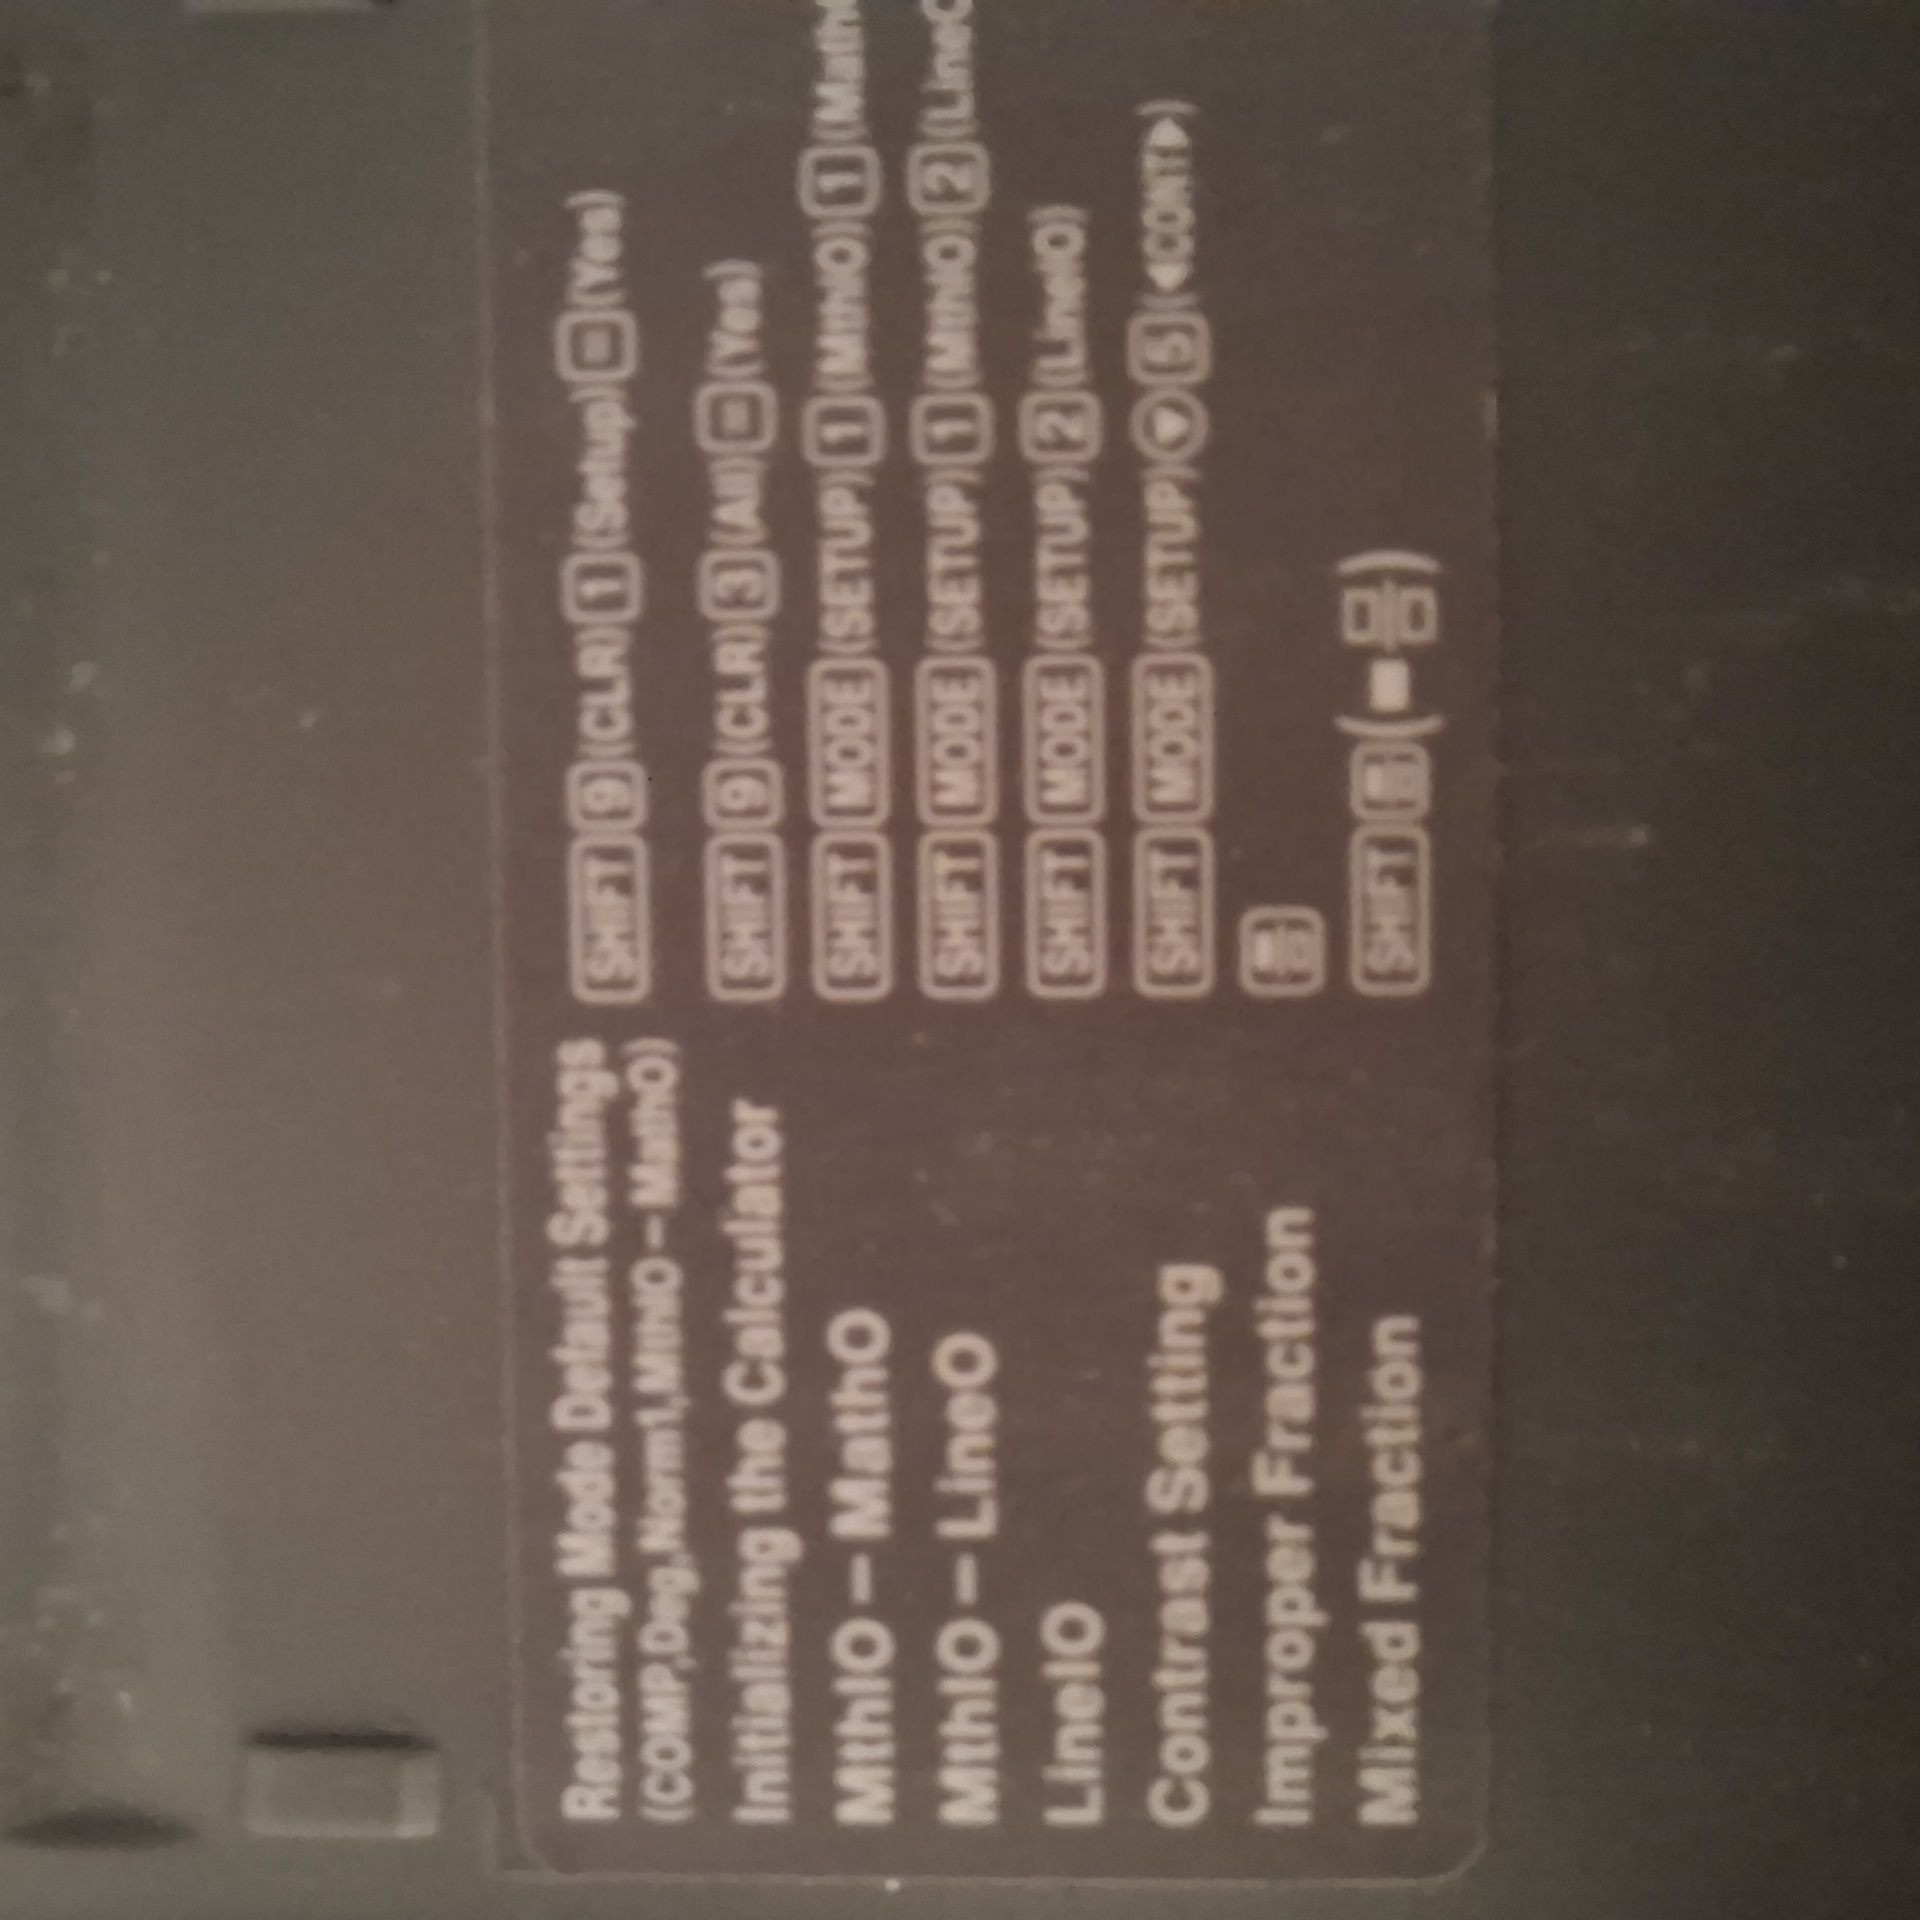 Restoring Mode Default Settings SHIFT 9 (CLR) 1 (Setup) = (Yes)
(COMP,Deg,Norm1,MthIO – MathO)
Initializing the Calculator SHIFT 9 (CLR) 3 (All) = (Yes)
MthIO – MathO SHIFT MODE (SETUP) 1 (MthIO) 1 (MathO
MthIO – LineO SHIFT MODE (SETUP) 1 (MthIO) 2 (LineO
LineIO SHIFT MODE (SETUP) 2 (LineIO)
Contrast Setting SHIFT MODE (SETUP) ▼ 5 (◀CONT▶)
Improper Fraction
Mixed Fraction SHIFT